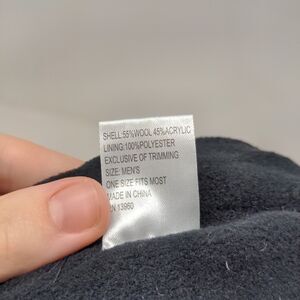 SHELL:55%WOOL 45%ACRYLIC
LINING:100%POLYESTER
EXCLUSIVE OF TRIMMING
SIZE: MEN'S
ONE SIZE FITS MOST
MADE IN CHINA
RN 13960